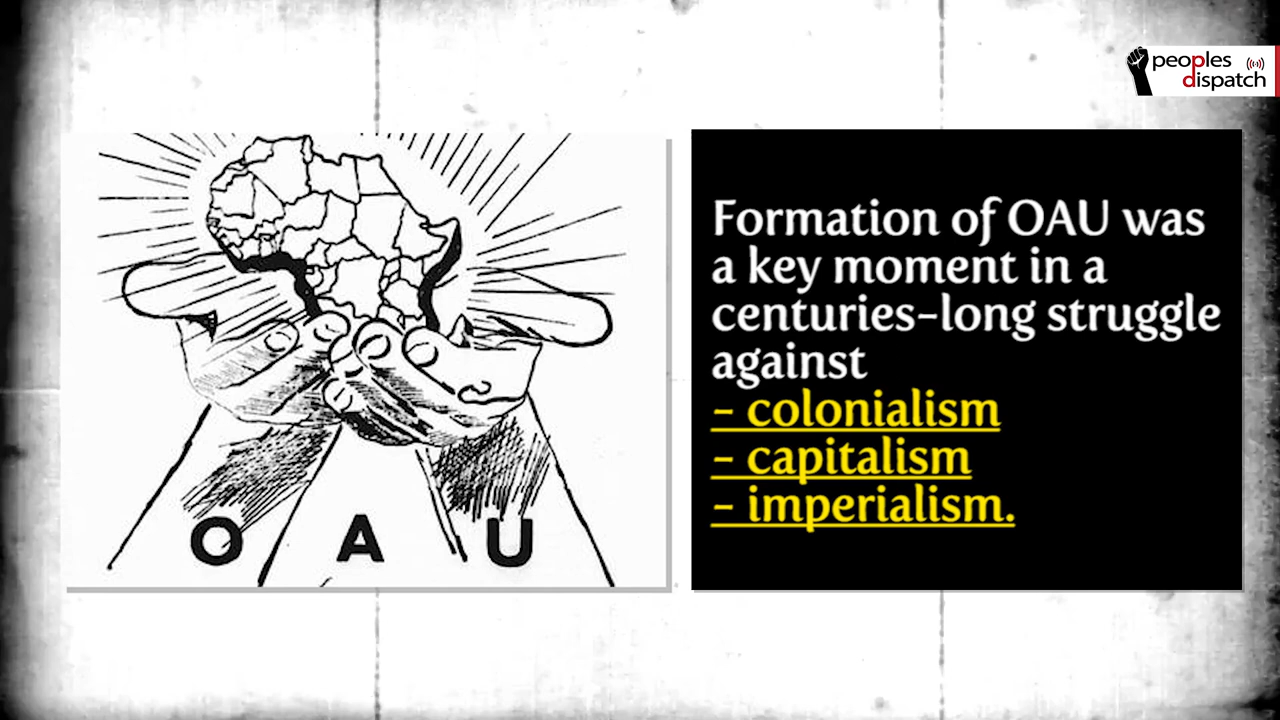 peoples
dispatch
Formation of OAU was
a key moment in a
centuries-long struggle
against
- colonialism
- capitalism
- imperialism.
O A U